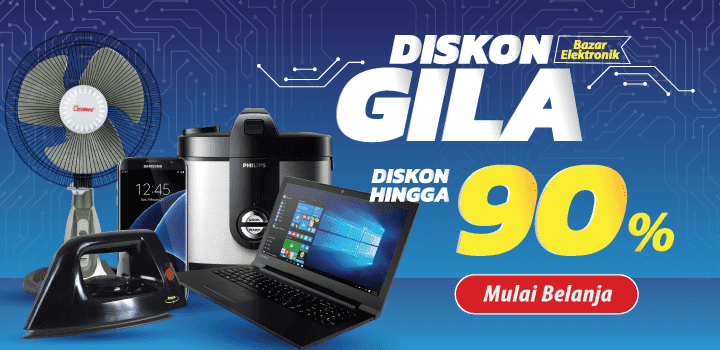 DISKON
Bazar
Elektronik
GILA
DISKON
HINGGA
90%
Mulai Belanja
Cosmos
SAMSUNG
12:45
PHILIPS